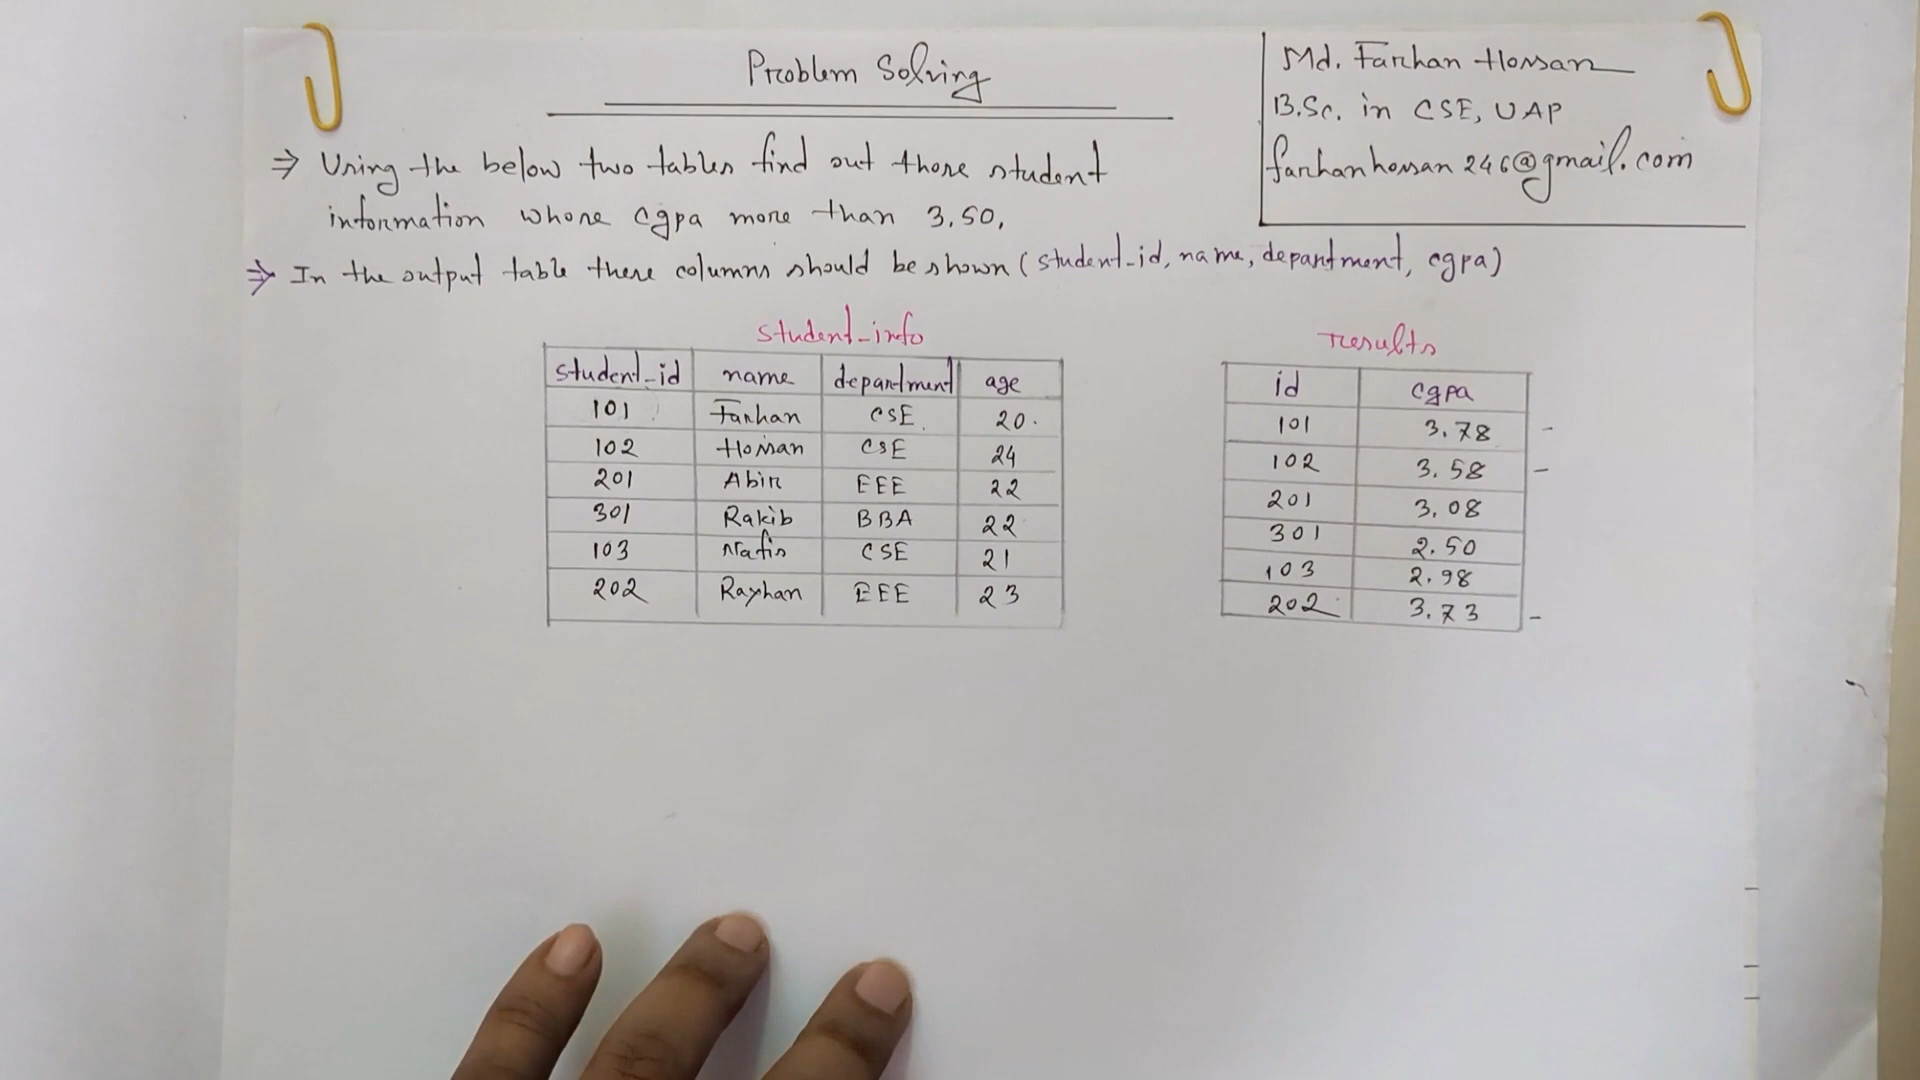 Problem Solving
Md. Farhan Hossan
B.Sc. in CSE, UAP
farhanhossan246@gmail.com
⇒ Using the below two tables find out those student
information whose cgpa more than 3.50,
⇒ In the output table these columns should be shown (student_id, name, department, cgpa)
student_info
student_id name department age
101 Farhan CSE 20
102 Hossan CSE 24
201 Abir EEE 22
301 Rakib BBA 22
103 Nafis CSE 21
202 Rayhan EEE 23
results
id cgpa
101 3.78
102 3.58
201 3.08
301 2.50
103 2.98
202 3.73